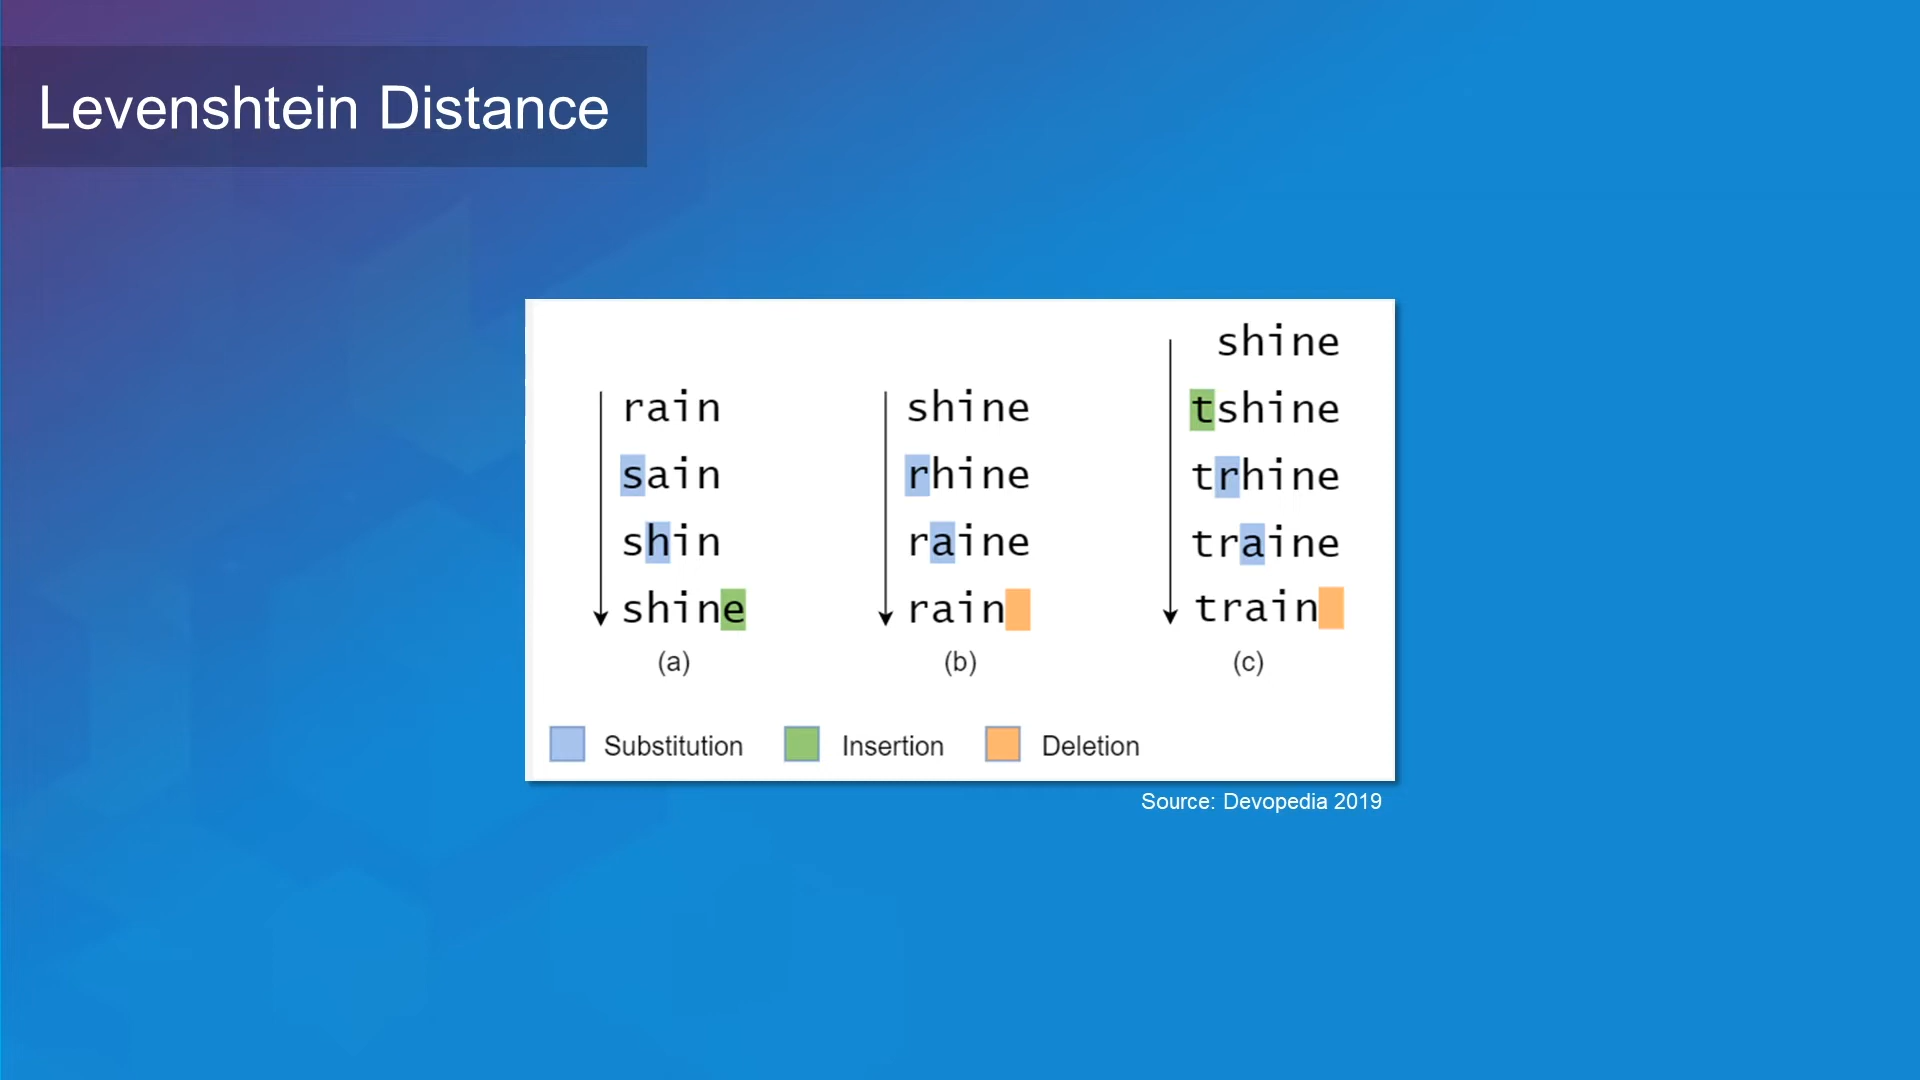 Levenshtein Distance
rain
sain
shin
shine
(a)
shine
rhine
raine
rain
(b)
shine
tshine
trhine
traine
train
(c)
Substitution
Insertion
Deletion
Source: Devopedia 2019